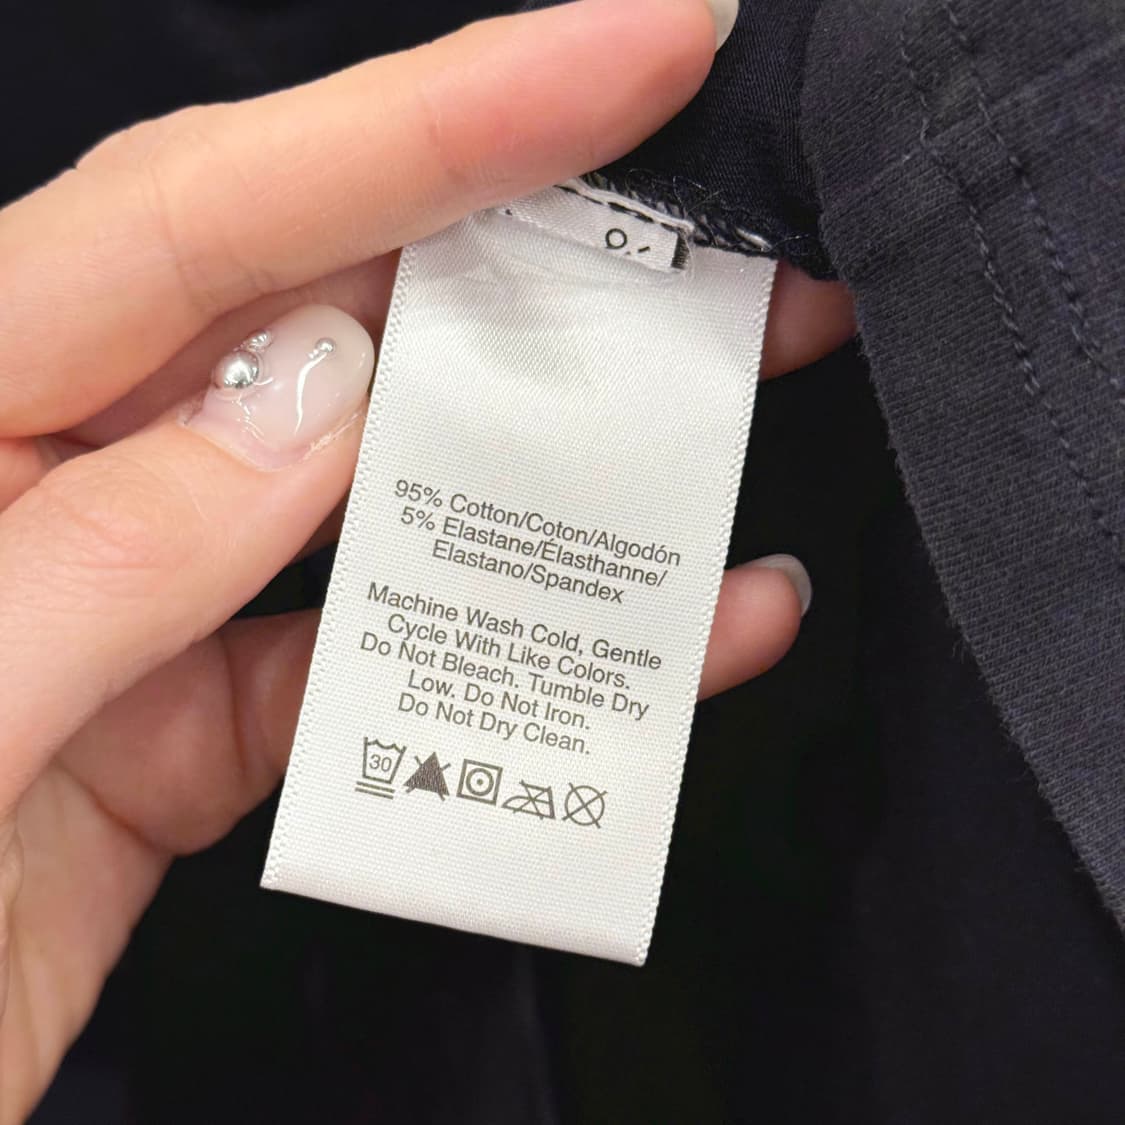 95% Cotton/Coton/Algodón
5% Elastane/Élasthanne/
Elastano/Spandex
Machine Wash Cold, Gentle
Cycle With Like Colors.
Do Not Bleach. Tumble Dry
Low. Do Not Iron.
Do Not Dry Clean.
30